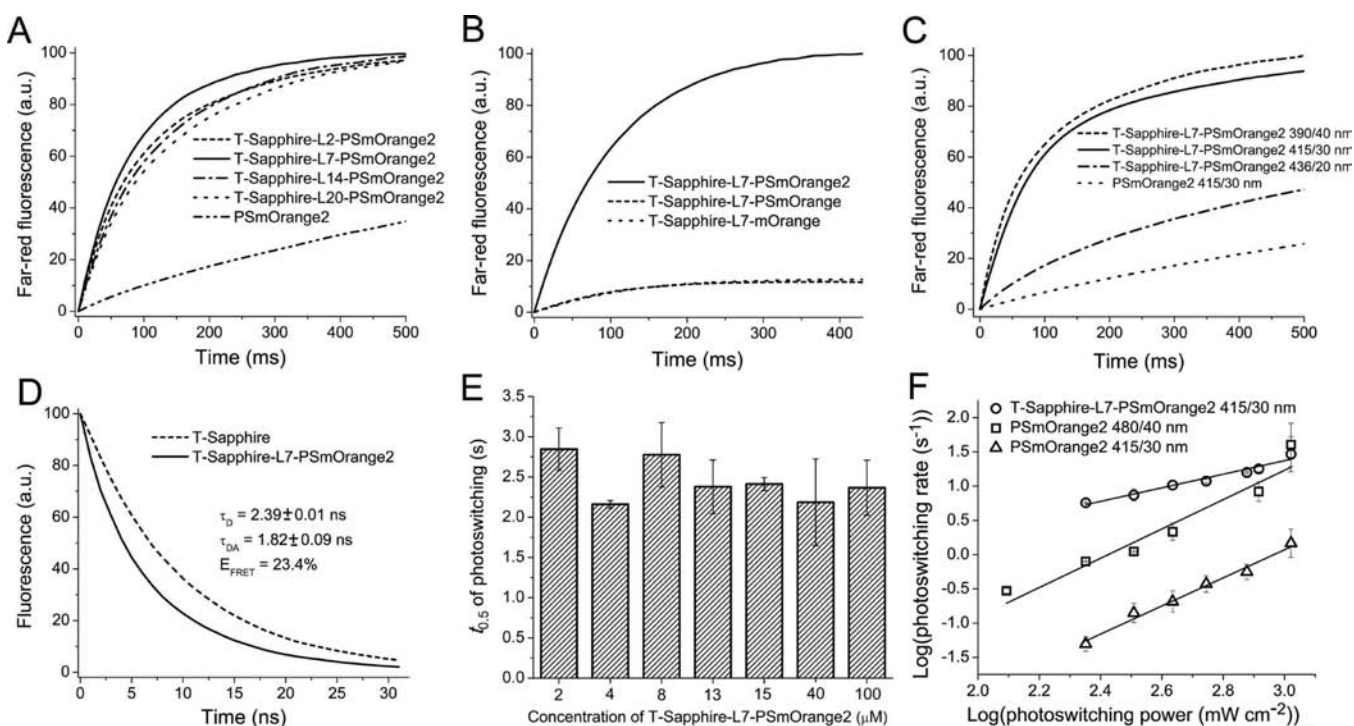 A
Far-red fluorescence (a.u.)
100
80
60
40
20
0
T-Sapphire-L2-PSmOrange2
T-Sapphire-L7-PSmOrange2
T-Sapphire-L14-PSmOrange2
T-Sapphire-L20-PSmOrange2
PSmOrange2
0 100 200 300 400 500
Time (ms)
B
Far-red fluorescence (a.u.)
100
80
60
40
20
0
T-Sapphire-L7-PSmOrange2
T-Sapphire-L7-PSmOrange
T-Sapphire-L7-mOrange
0 100 200 300 400
Time (ms)
C
Far-red fluorescence (a.u.)
100
80
60
40
20
0
T-Sapphire-L7-PSmOrange2 390/40 nm
T-Sapphire-L7-PSmOrange2 415/30 nm
T-Sapphire-L7-PSmOrange2 436/20 nm
PSmOrange2 415/30 nm
0 100 200 300 400 500
Time (ms)
D
Fluorescence (a.u.)
100
80
60
40
20
0
T-Sapphire
T-Sapphire-L7-PSmOrange2
τD = 2.39±0.01 ns
τDA = 1.82±0.09 ns
EFRET = 23.4%
0 5 10 15 20 25 30
Time (ns)
E
t0.5 of photoswitching (s)
3.5
3.0
2.5
2.0
1.5
1.0
0.5
0.0
2 4 8 13 15 40 100
Concentration of T-Sapphire-L7-PSmOrange2 (μM)
F
Log(photoswitching rate (s-1))
2.0
1.5
1.0
0.5
0.0
-0.5
-1.0
-1.5
T-Sapphire-L7-PSmOrange2 415/30 nm
PSmOrange2 480/40 nm
PSmOrange2 415/30 nm
2.0 2.2 2.4 2.6 2.8 3.0
Log(photoswitching power (mW cm-2))